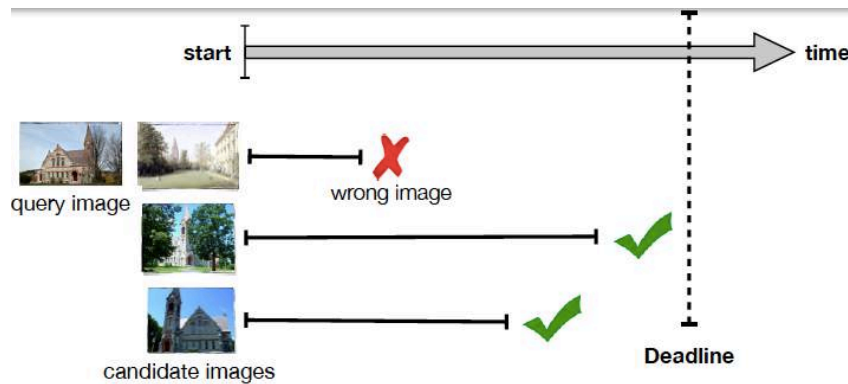 start
time
query image
wrong image
candidate images
Deadline